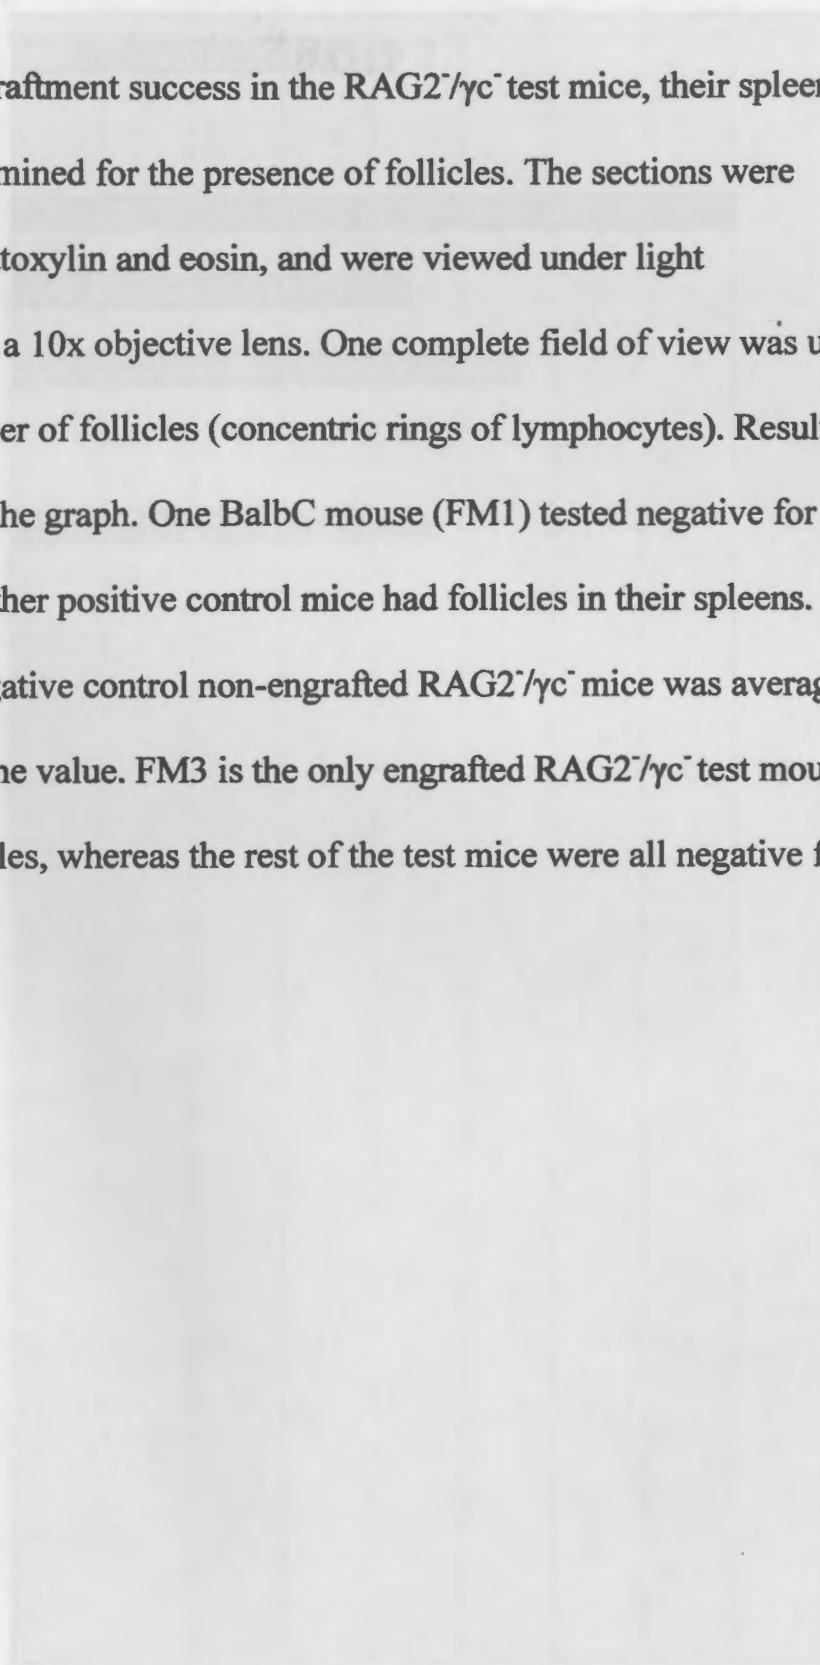 raftment success in the RAG2⁻/γc⁻ test mice, their spleen
mined for the presence of follicles. The sections were
toxylin and eosin, and were viewed under light
a 10x objective lens. One complete field of view was u
er of follicles (concentric rings of lymphocytes). Resul
he graph. One BalbC mouse (FM1) tested negative for
her positive control mice had follicles in their spleens.
ative control non-engrafted RAG2⁻/γc⁻ mice was averag
ne value. FM3 is the only engrafted RAG2⁻/γc⁻ test mou
les, whereas the rest of the test mice were all negative f